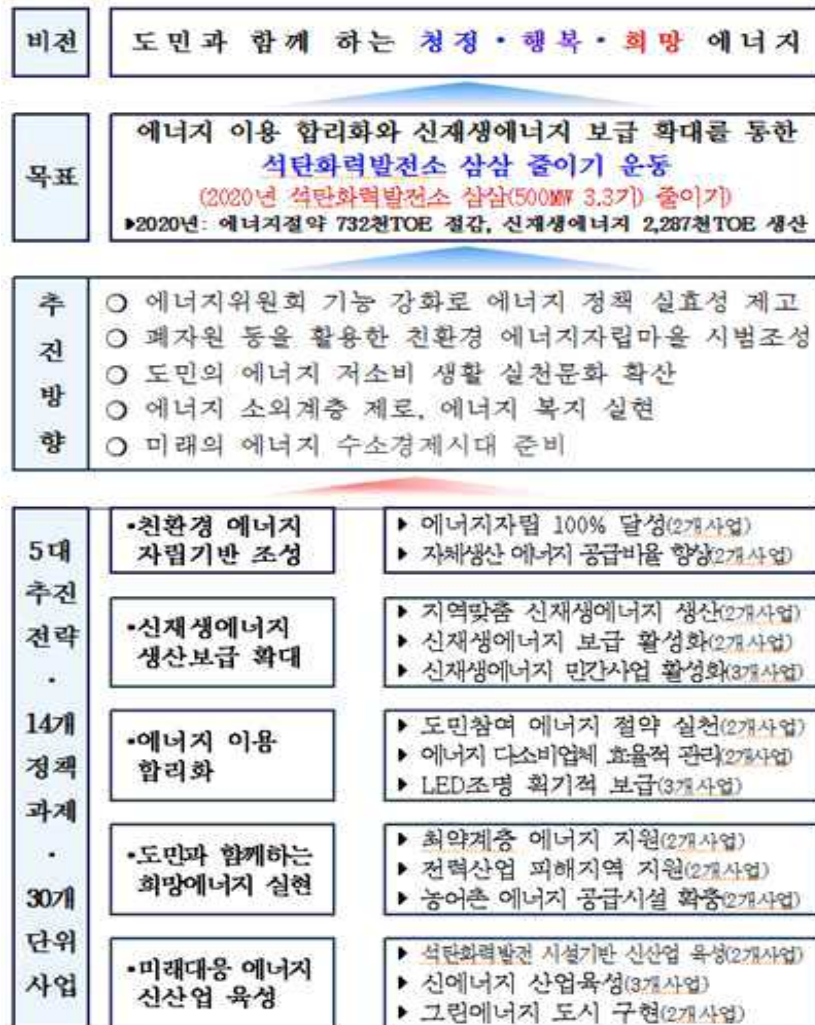 비전
도민과 함께 하는 청정·행복·희망 에너지
목표
에너지 이용 합리화와 신재생에너지 보급 확대를 통한
석탄화력발전소 삼삼 줄이기 운동
(2020년 석탄화력발전소 삼삼(500MW 3.3기) 줄이기)
▶2020년: 에너지절약 732천TOE 절감, 신재생에너지 2,287천TOE 생산
추진방향
❍ 에너지위원회 기능 강화로 에너지 정책 실효성 제고
❍ 폐자원 등을 활용한 친환경 에너지자립마을 시범조성
❍ 도민의 에너지 저소비 생활 실천문화 확산
❍ 에너지 소외계층 제로, 에너지 복지 실현
❍ 미래의 에너지 수소경제시대 준비
5대
추진
전략
·
14개
정책
과제
·
30개
단위
사업
•친환경 에너지
자립기반 조성
▶ 에너지자립 100% 달성(2개사업)
▶ 자체생산 에너지 공급비율 향상(2개사업)
•신재생에너지
생산보급 확대
▶ 지역맞춤 신재생에너지 생산(2개사업)
▶ 신재생에너지 보급 활성화(2개사업)
▶ 신재생에너지 민간사업 활성화(3개사업)
•에너지 이용
합리화
▶ 도민참여 에너지 절약 실천(2개사업)
▶ 에너지 다소비업체 효율적 관리(2개사업)
▶ LED조명 획기적 보급(3개사업)
•도민과 함께하는
희망에너지 실현
▶ 최약계층 에너지 지원(2개사업)
▶ 전력산업 피해지역 지원(2개사업)
▶ 농어촌 에너지 공급시설 확충(2개사업)
•미래대응 에너지
신산업 육성
▶ 석탄화력발전 시설기반 신산업 육성(2개사업)
▶ 신에너지 산업육성(3개사업)
▶ 그린에너지 도시 구현(2개사업)